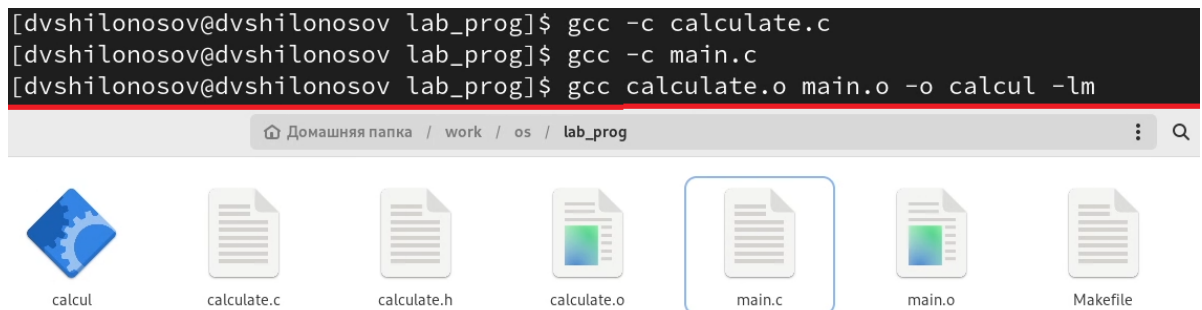 [dvshilonosov@dvshilonosov lab_prog]$ gcc -c calculate.c
[dvshilonosov@dvshilonosov lab_prog]$ gcc -c main.c
[dvshilonosov@dvshilonosov lab_prog]$ gcc calculate.o main.o -o calcul -lm
Домашняя папка / work / os / lab_prog
calcul calculate.c calculate.h calculate.o main.c main.o Makefile